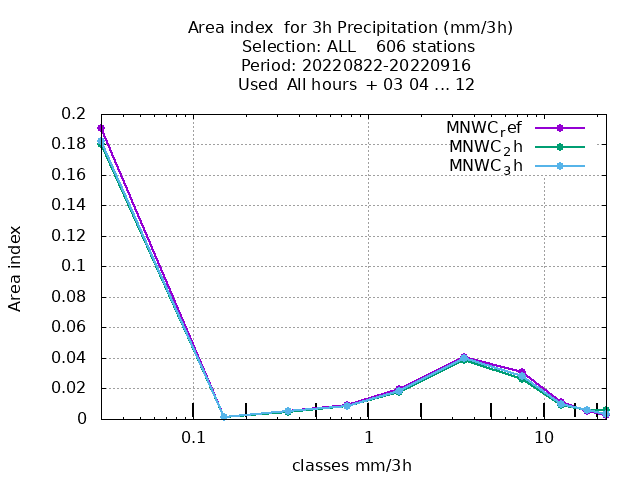 Area index  for 3h Precipitation (mm/3h)
Selection: ALL    606 stations
Period: 20220822-20220916
Used  All hours  + 03 04 ... 12
0.2
0.18
0.16
0.14
0.12
0.1
0.08
0.06
0.04
0.02
0
Area index
MNWC_ref
MNWC_2h
MNWC_3h
0.1
1
10
classes mm/3h